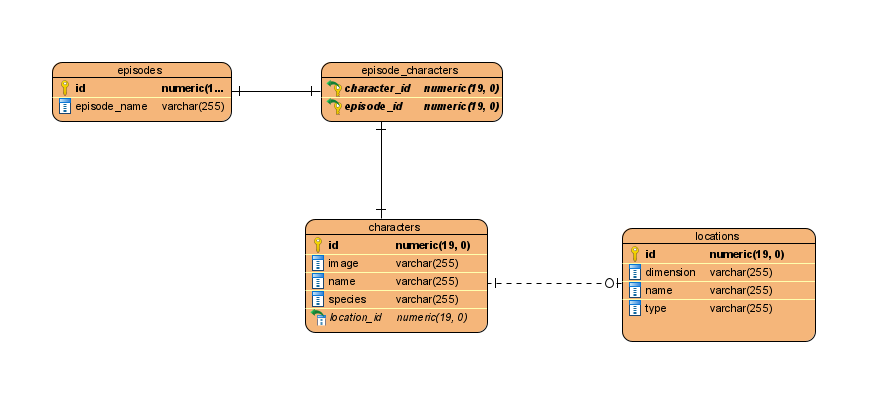 episodes
id numeric(1...
episode_name varchar(255)
episode_characters
character_id numeric(19, 0)
episode_id numeric(19, 0)
characters
id numeric(19, 0)
image varchar(255)
name varchar(255)
species varchar(255)
location_id numeric(19, 0)
locations
id numeric(19, 0)
dimension varchar(255)
name varchar(255)
type varchar(255)